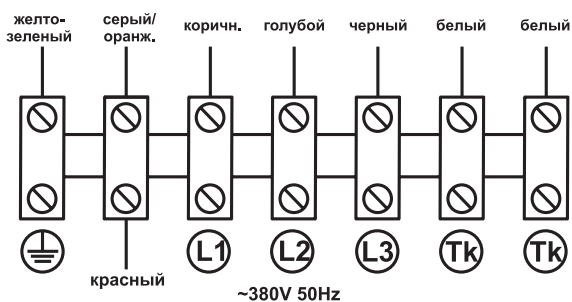 желто-
зеленый
серый/
оранж.
коричн.
голубой
черный
белый
белый
L1
L2
L3
Tk
Tk
красный
~380V 50Hz